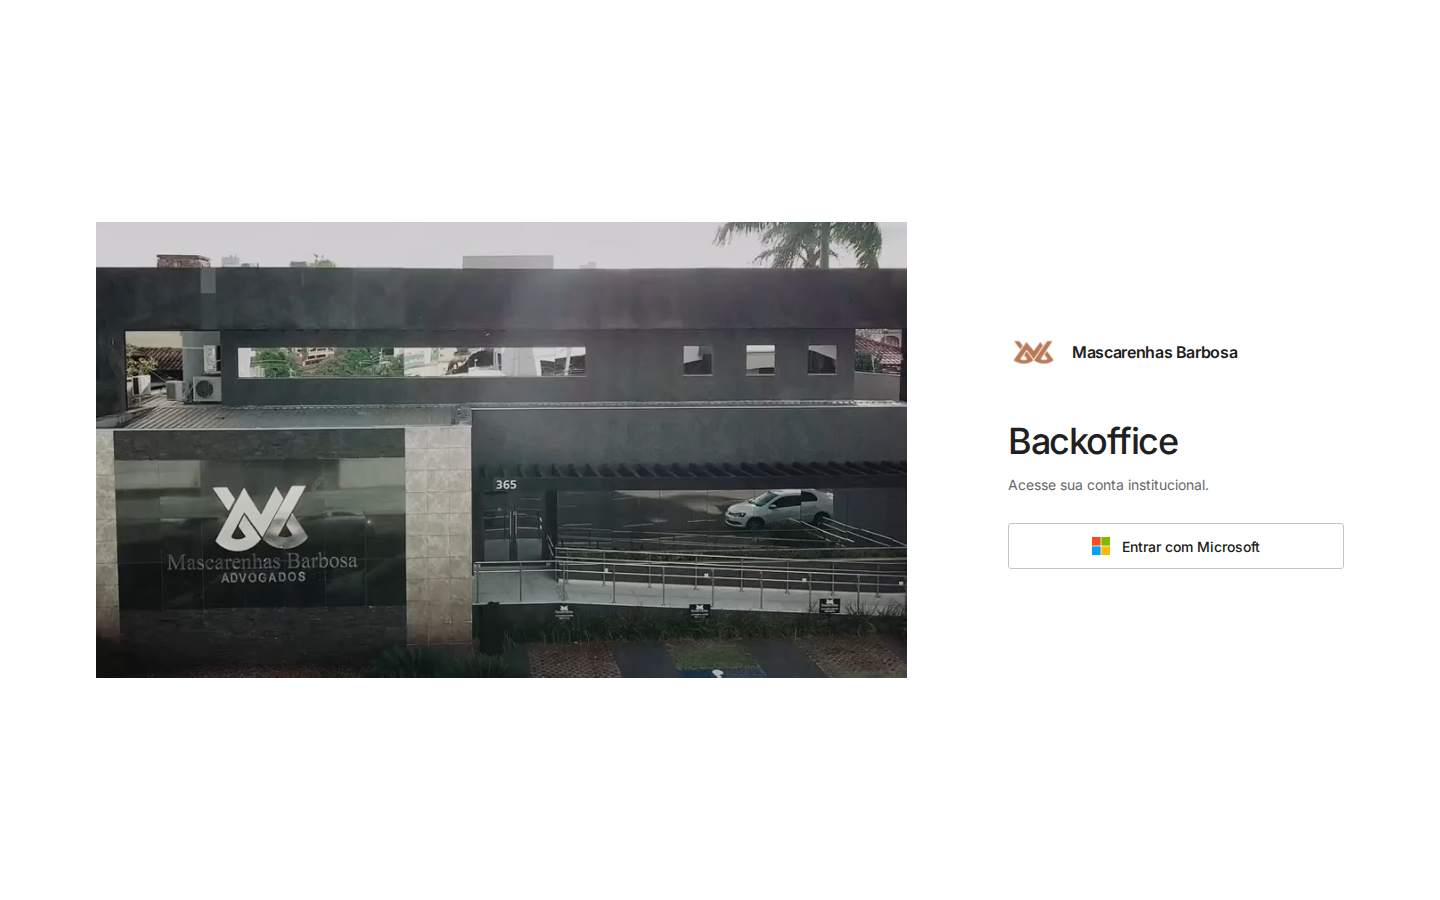 365
Mascarenhas Barbosa
ADVOGADOS
Mascarenhas Barbosa
Backoffice
Acesse sua conta institucional.
Entrar com Microsoft